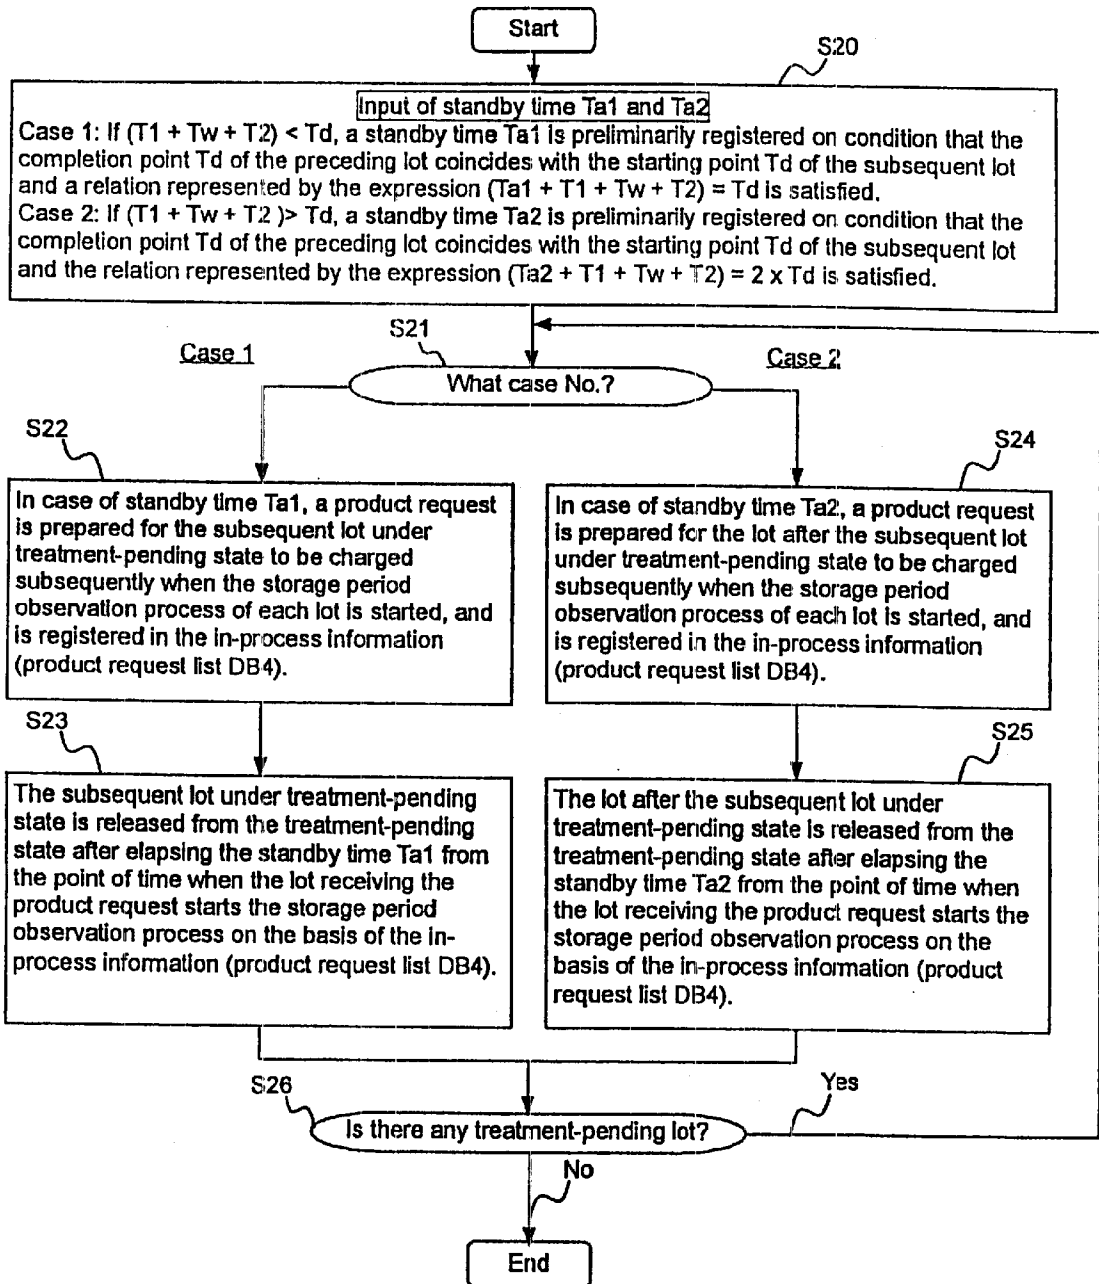 Start
S20
Input of standby time Ta1 and Ta2
Case 1: If (T1 + Tw + T2) < Td, a standby time Ta1 is preliminarily registered on condition that the
completion point Td of the preceding lot coincides with the starting point Td of the subsequent lot
and a relation represented by the expression (Ta1 + T1 + Tw + T2) = Td is satisfied.
Case 2: If (T1 + Tw + T2 )> Td, a standby time Ta2 is preliminarily registered on condition that the
completion point Td of the preceding lot coincides with the starting point Td of the subsequent lot
and the relation represented by the expression (Ta2 + T1 + Tw + T2) = 2 x Td is satisfied.
S21
Case 1
Case 2
What case No.?
S22
In case of standby time Ta1, a product request
is prepared for the subsequent lot under
treatment-pending state to be charged
subsequently when the storage period
observation process of each lot is started, and
is registered in the in-process information
(product request list DB4).
S24
In case of standby time Ta2, a product request
is prepared for the lot after the subsequent lot
under treatment-pending state to be charged
subsequently when the storage period
observation process of each lot is started, and
is registered in the in-process information
(product request list DB4).
S23
The subsequent lot under treatment-pending
state is released from the treatment-pending
state after elapsing the standby time Ta1 from
the point of time when the lot receiving the
product request starts the storage period
observation process on the basis of the in-
process information (product request list DB4).
S25
The lot after the subsequent lot under
treatment-pending state is released from the
treatment-pending state after elapsing the
standby time Ta2 from the point of time when
the lot receiving the product request starts the
storage period observation process on the
basis of the in-process information (product
request list DB4).
S26
Is there any treatment-pending lot?
Yes
No
End